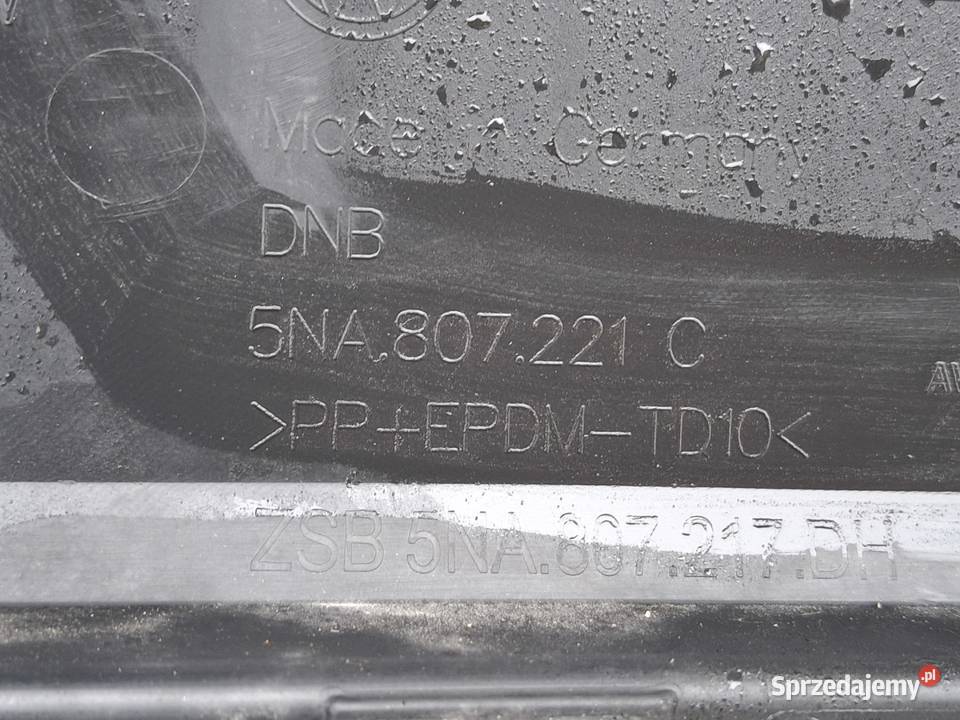 Made in Germany
DNB
5NA.807.221 C
>PP+EPDM-TD10<
ZSB 5NA.807.217.DH
Sprzedajemy.pl